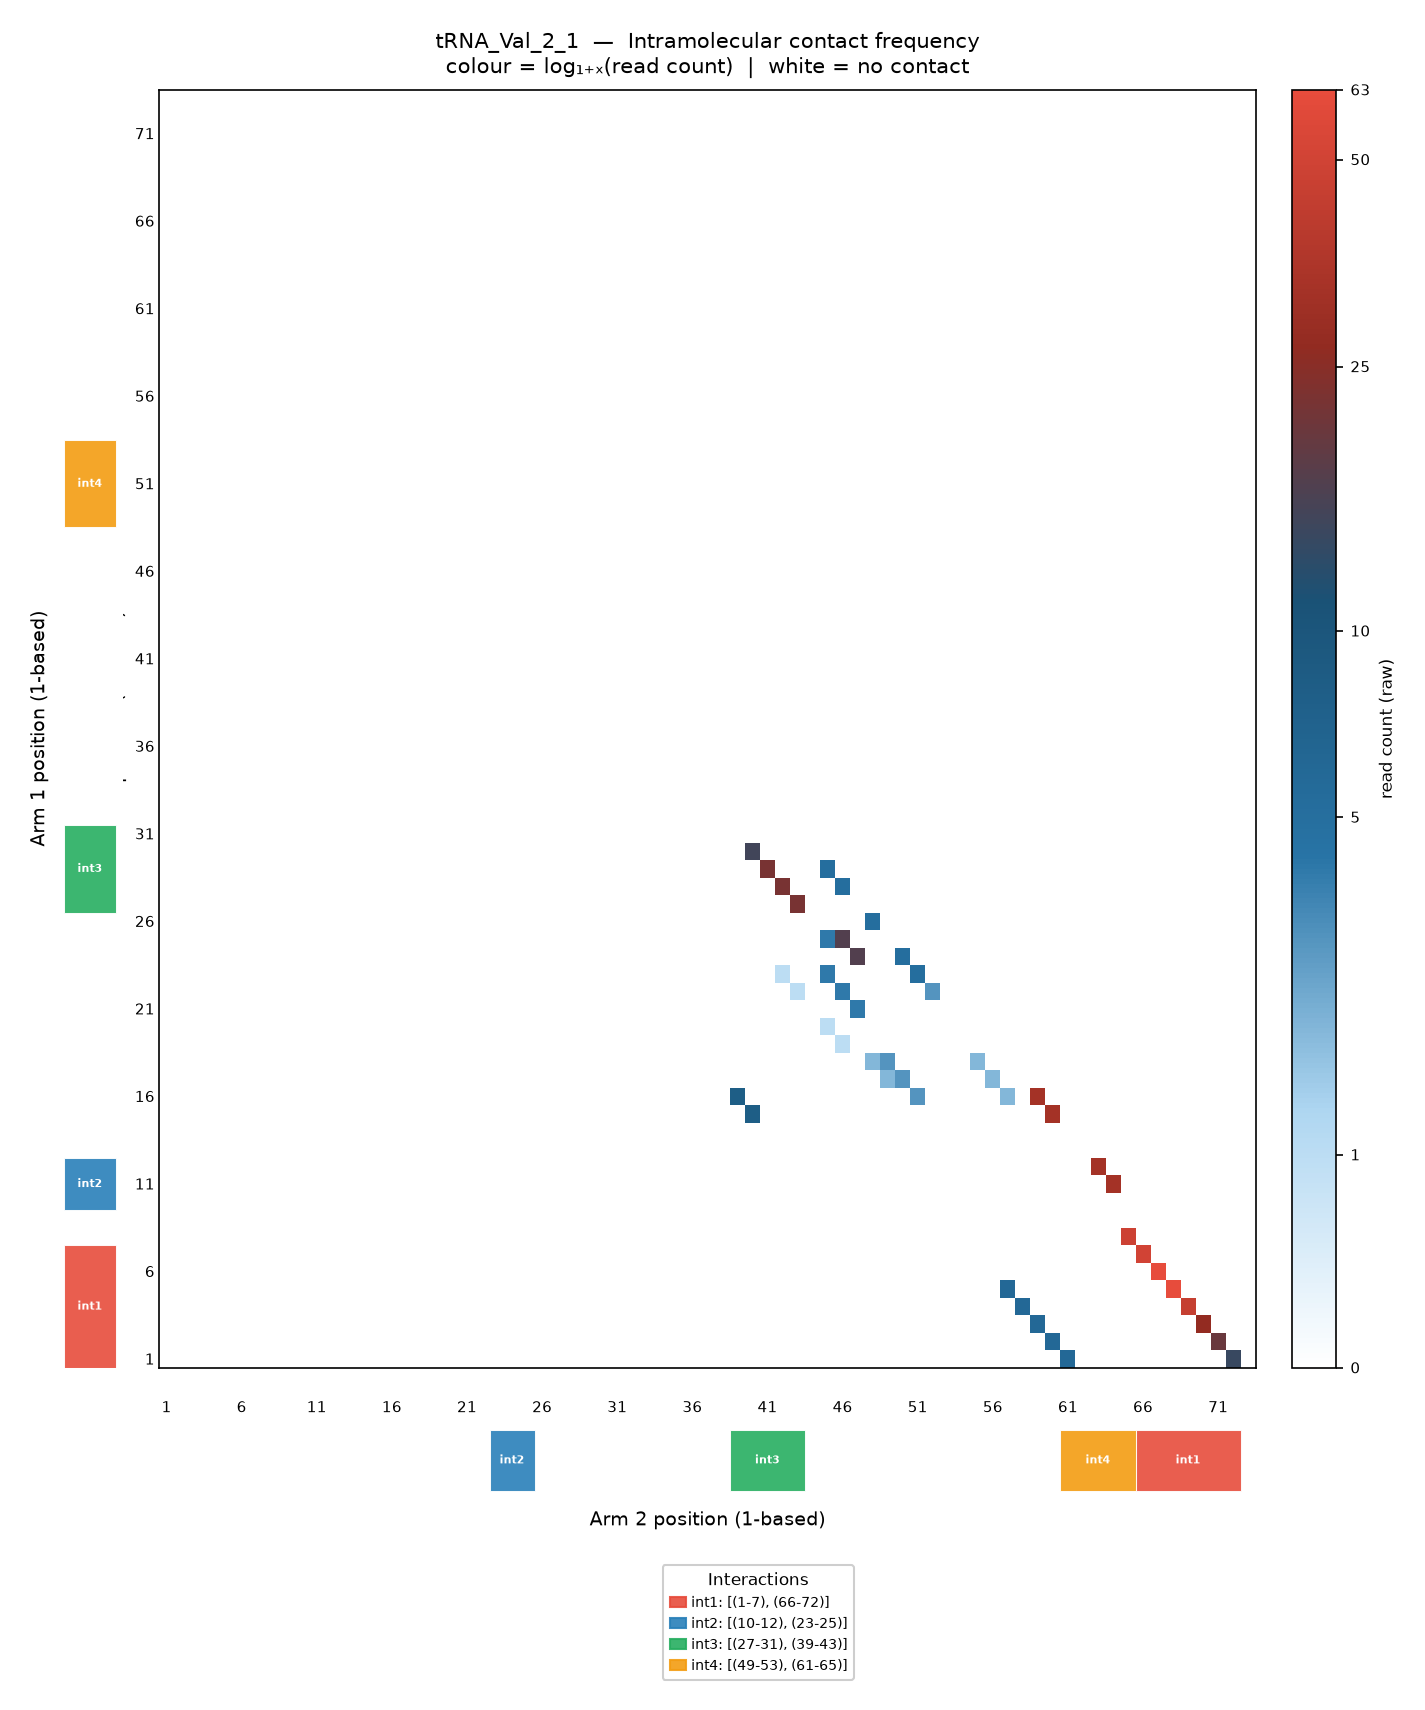 tRNA_Val_2_1 — Intramolecular contact frequency
colour = log₁₊ₓ(read count) | white = no contact
63
50
25
10
5
1
0
read count (raw)
71
66
61
56
51
46
41
36
31
26
21
16
11
6
1
int4
int3
int2
int1
Arm 1 position (1-based)
1 6 11 16 21 26 31 36 41 46 51 56 61 66 71
int2 int3 int4 int1
Arm 2 position (1-based)
Interactions
int1: [(1-7), (66-72)]
int2: [(10-12), (23-25)]
int3: [(27-31), (39-43)]
int4: [(49-53), (61-65)]